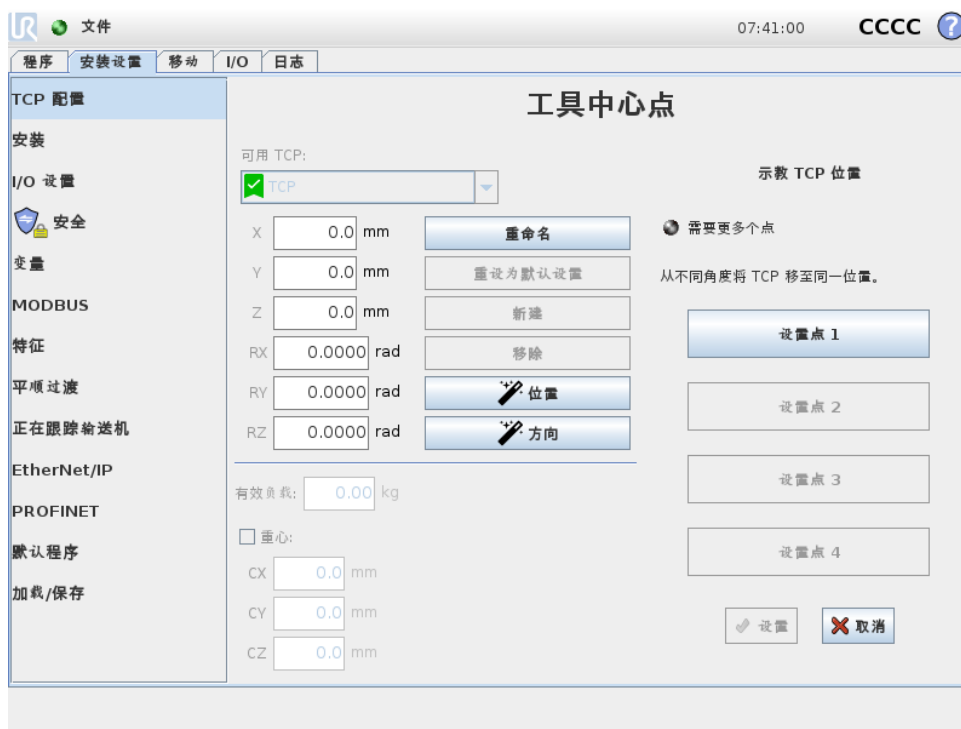 UR 文件 07:41:00 CCCC ?
程序 安装设置 移动 I/O 日志
TCP 配置
安装
I/O 设置
安全
变量
MODBUS
特征
平顺过渡
正在跟踪输送机
EtherNet/IP
PROFINET
默认程序
加载/保存
工具中心点
可用 TCP:
TCP
X 0.0 mm 重命名
Y 0.0 mm 重设为默认设置
Z 0.0 mm 新建
RX 0.0000 rad 移除
RY 0.0000 rad 位置
RZ 0.0000 rad 方向
有效负载: 0.00 kg
重心:
CX 0.0 mm
CY 0.0 mm
CZ 0.0 mm
示教 TCP 位置
需要更多个点
从不同角度将 TCP 移至同一位置。
设置点 1
设置点 2
设置点 3
设置点 4
设置 取消